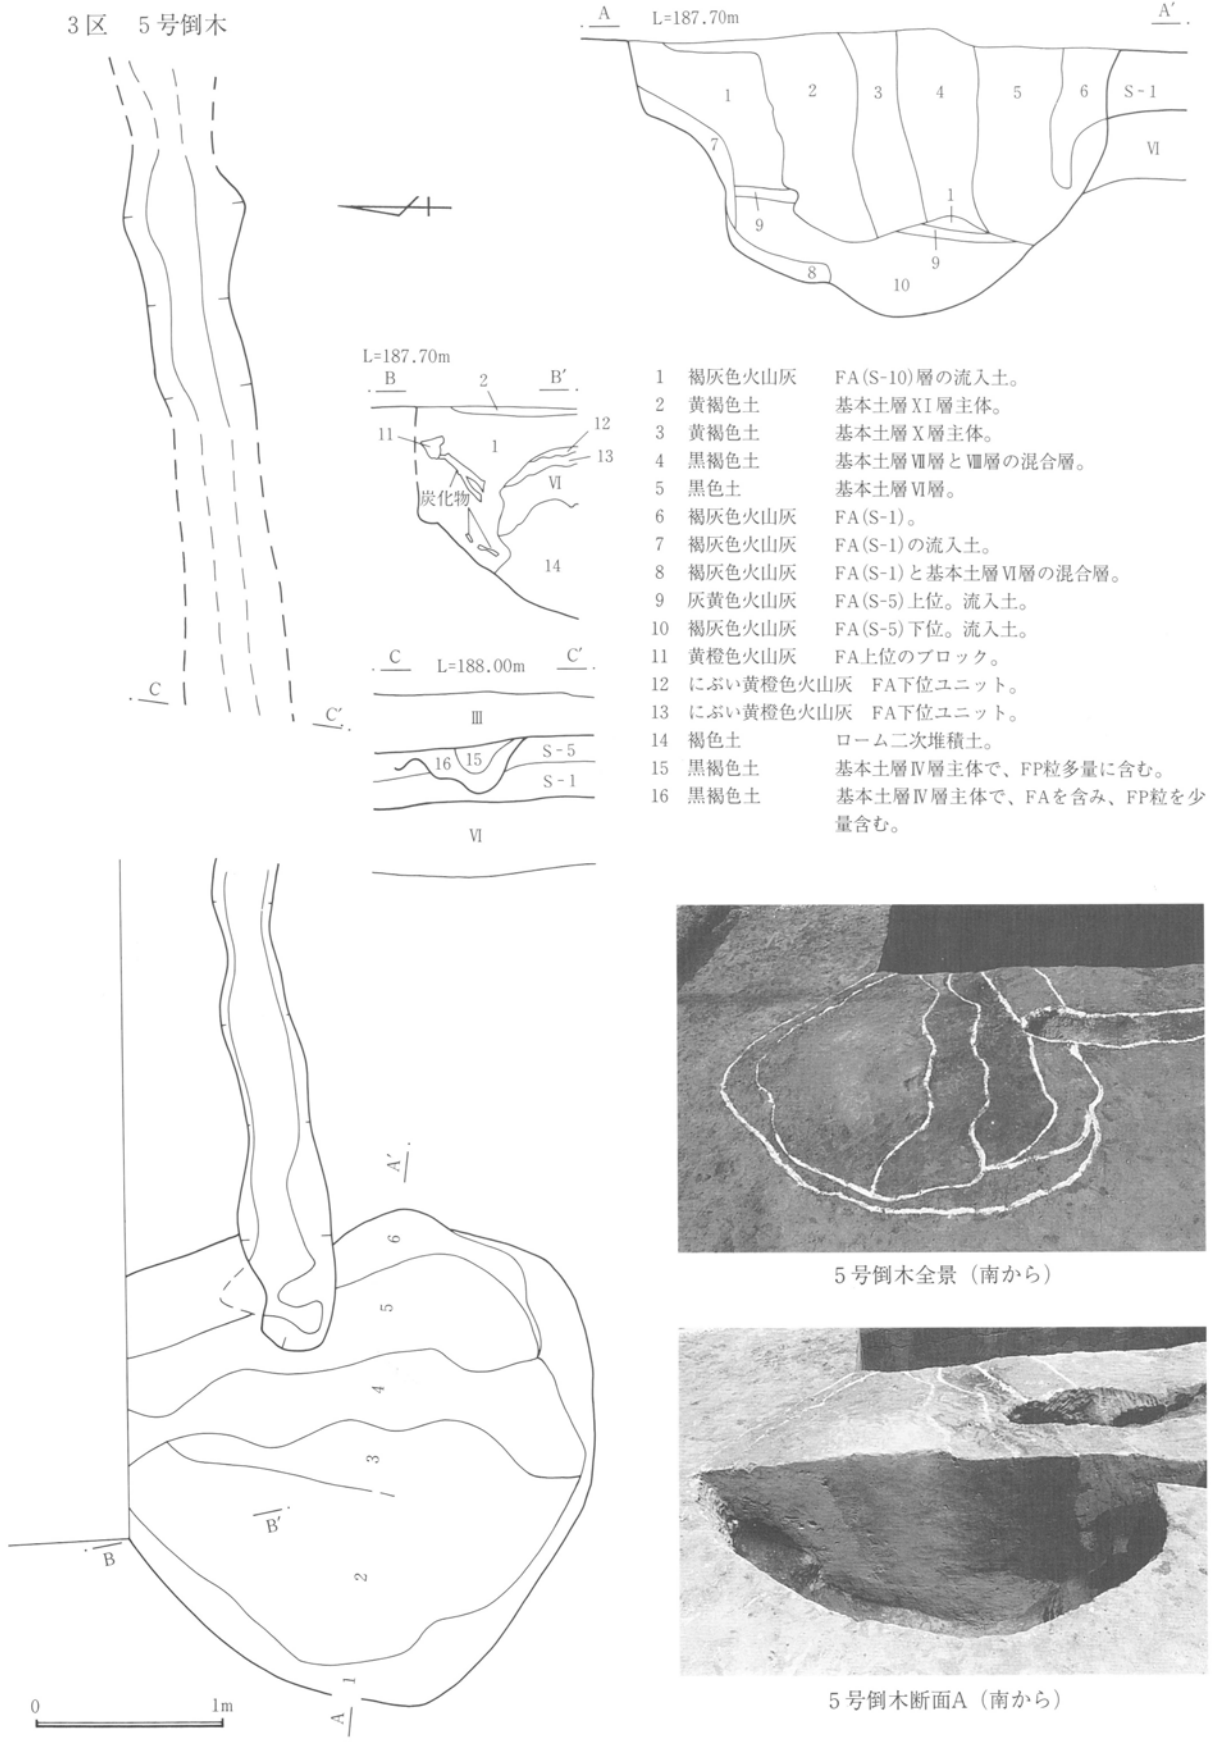 3区　5号倒木
A　L=187.70m　A′
1　2　3　4　5　6　S-1
7　Ⅵ
1
9
9
8
10
L=187.70m
B　2　B′
11　1　12
13
Ⅵ
炭化物
14
C　L=188.00m　C′
Ⅲ
16　15　S-5
S-1
Ⅵ
C　C′
1　褐灰色火山灰　FA(S-10)層の流入土。
2　黄褐色土　基本土層ⅩⅠ層主体。
3　黄褐色土　基本土層Ⅹ層主体。
4　黒褐色土　基本土層Ⅶ層とⅧ層の混合層。
5　黒色土　基本土層Ⅵ層。
6　褐灰色火山灰　FA(S-1)。
7　褐灰色火山灰　FA(S-1)の流入土。
8　褐灰色火山灰　FA(S-1)と基本土層Ⅵ層の混合層。
9　灰黄色火山灰　FA(S-5)上位。流入土。
10　褐灰色火山灰　FA(S-5)下位。流入土。
11　黄橙色火山灰　FA上位のブロック。
12　にぶい黄橙色火山灰　FA下位ユニット。
13　にぶい黄橙色火山灰　FA下位ユニット。
14　褐色土　ローム二次堆積土。
15　黒褐色土　基本土層Ⅳ層主体で、FP粒多量に含む。
16　黒褐色土　基本土層Ⅳ層主体で、FAを含み、FP粒を少
量含む。
A′
6
5
4
3
B′
B
2
1
A
0　1m
5号倒木全景（南から）
5号倒木断面A（南から）